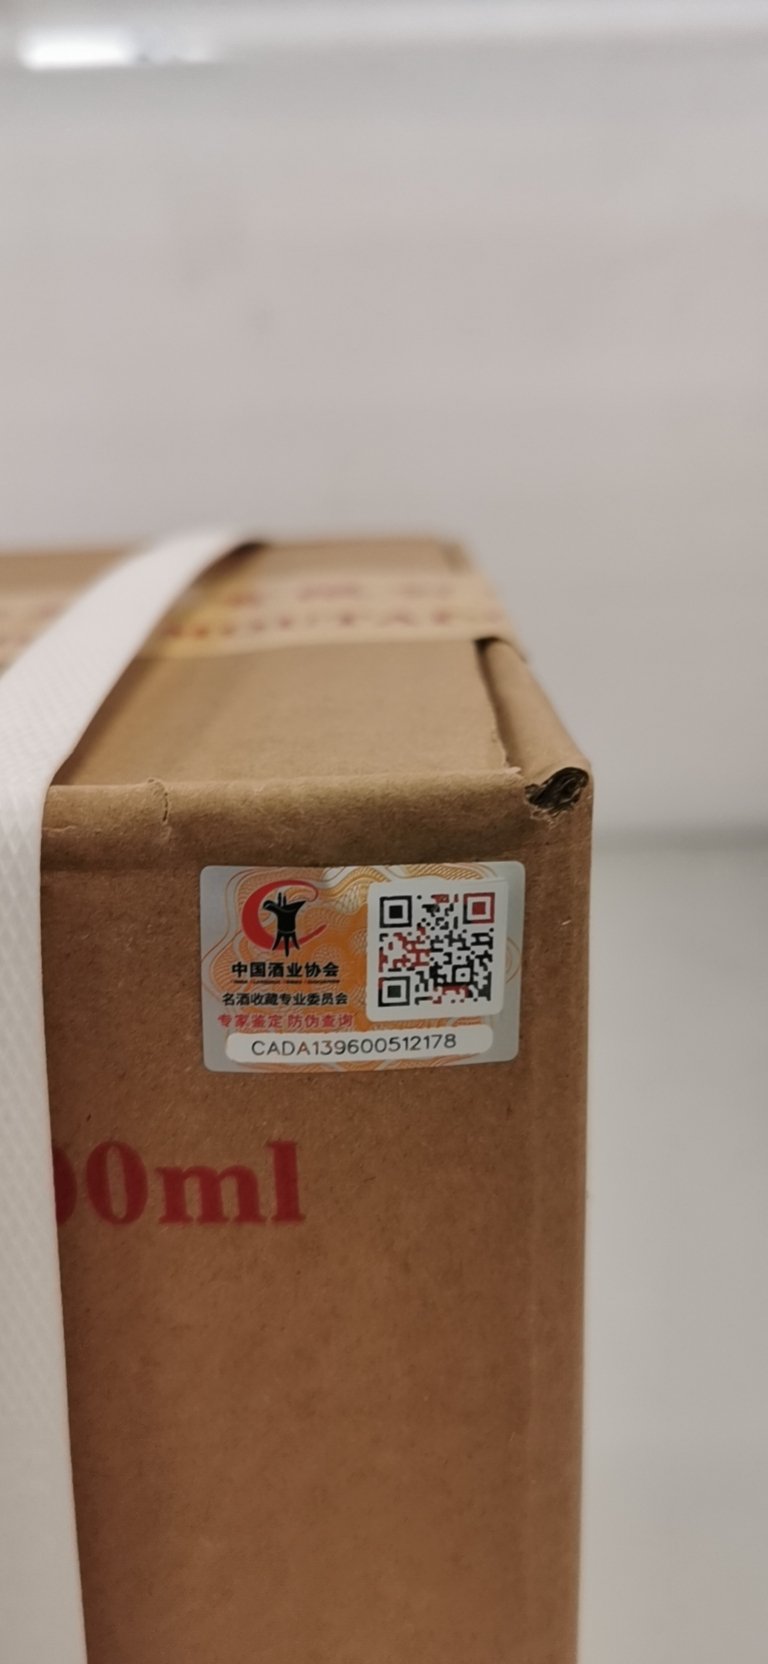 中国酒业协会
名酒收藏专业委员会
专家鉴定 防伪查询
CADA139600512178
0ml